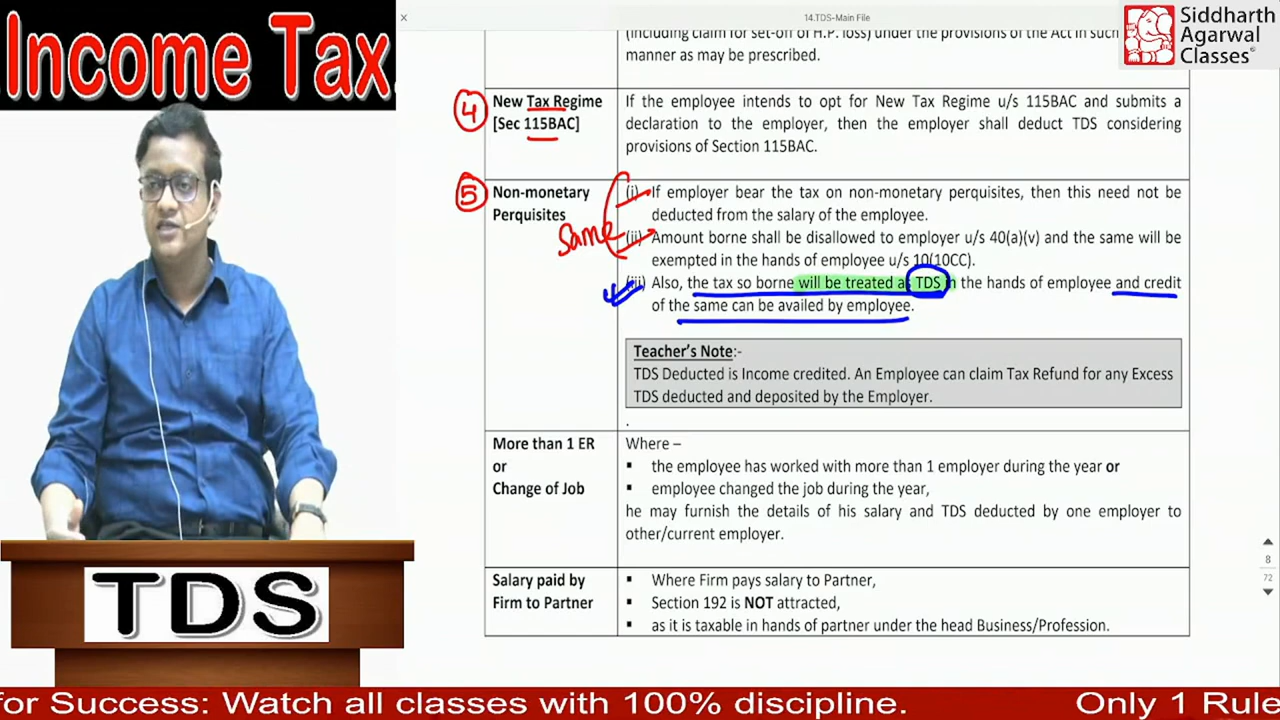 Income Tax
14.TDS-Main File
Siddharth
Agarwal
Classes
(including claim for set-off of H.P. loss) under the provisions of the Act in such
manner as may be prescribed.
4
New Tax Regime
[Sec 115BAC]
If the employee intends to opt for New Tax Regime u/s 115BAC and submits a
declaration to the employer, then the employer shall deduct TDS considering
provisions of Section 115BAC.
5
Non-monetary
Perquisites
Same
(i) If employer bear the tax on non-monetary perquisites, then this need not be
deducted from the salary of the employee.
(ii) Amount borne shall be disallowed to employer u/s 40(a)(v) and the same will be
exempted in the hands of employee u/s 10(10CC).
(iii) Also, the tax so borne will be treated as TDS in the hands of employee and credit
of the same can be availed by employee.
Teacher's Note:-
TDS Deducted is Income credited. An Employee can claim Tax Refund for any Excess
TDS deducted and deposited by the Employer.
.
More than 1 ER
or
Change of Job
Where –
▪ the employee has worked with more than 1 employer during the year or
▪ employee changed the job during the year,
he may furnish the details of his salary and TDS deducted by one employer to
other/current employer.
Salary paid by
Firm to Partner
▪ Where Firm pays salary to Partner,
▪ Section 192 is NOT attracted,
▪ as it is taxable in hands of partner under the head Business/Profession.
8
72
TDS
for Success: Watch all classes with 100% discipline. Only 1 Rule